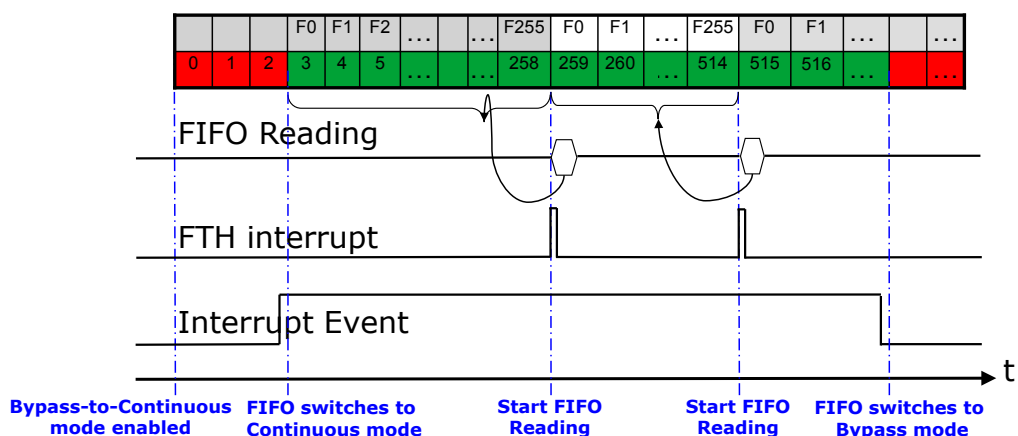 F0 F1 F2 ... ... F255 F0 F1 ... F255 F0 F1 ... ...
0 1 2 3 4 5 ... ... 258 259 260 ... 514 515 516 ... ...
FIFO Reading
FTH interrupt
Interrupt Event
t
Bypass-to-Continuous mode enabled
FIFO switches to Continuous mode
Start FIFO Reading
Start FIFO Reading
FIFO switches to Bypass mode